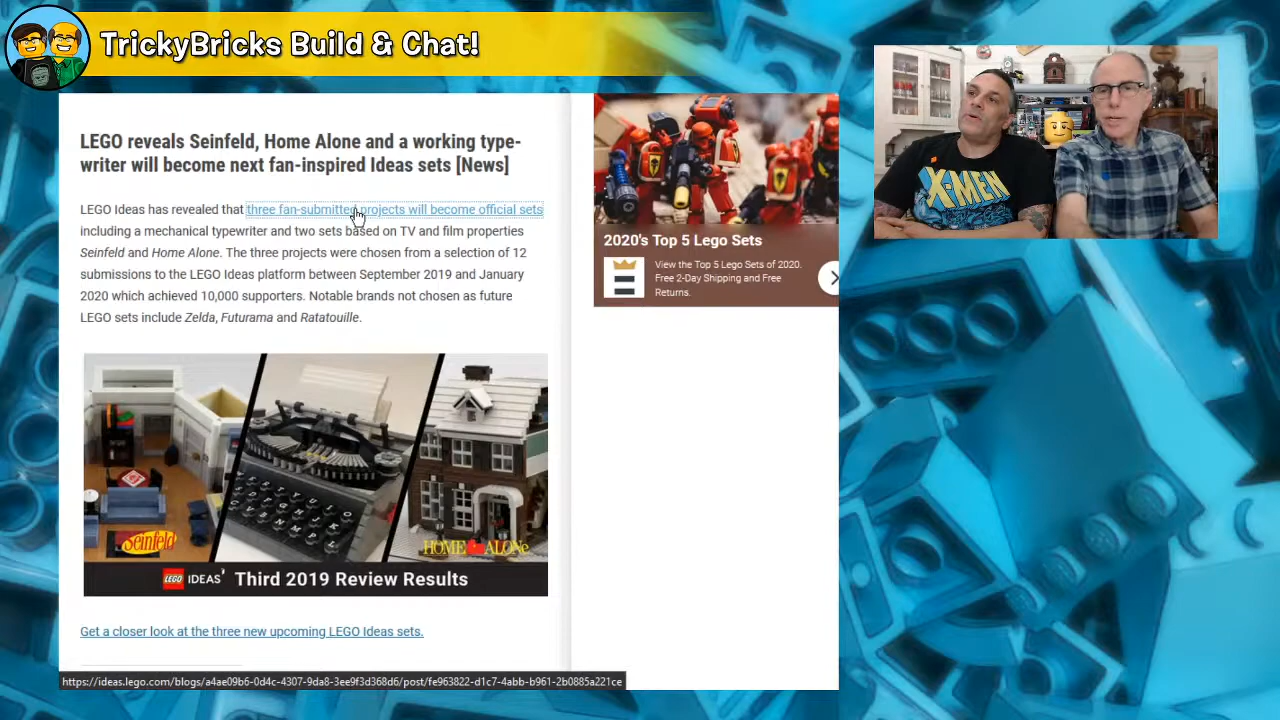 TrickyBricks Build & Chat!
LEGO reveals Seinfeld, Home Alone and a working type-
writer will become next fan-inspired Ideas sets [News]
LEGO Ideas has revealed that three fan-submitted projects will become official sets
including a mechanical typewriter and two sets based on TV and film properties
Seinfeld and Home Alone. The three projects were chosen from a selection of 12
submissions to the LEGO Ideas platform between September 2019 and January
2020 which achieved 10,000 supporters. Notable brands not chosen as future
LEGO sets include Zelda, Futurama and Ratatouille.
Seinfeld
HOME ALONe
LEGO IDEAS Third 2019 Review Results
Get a closer look at the three new upcoming LEGO Ideas sets.
https://ideas.lego.com/blogs/a4ae09b6-0d4c-4307-9da8-3ee9f3d368d6/post/fe963822-d1c7-4abb-b961-2b0885a221ce
2020's Top 5 Lego Sets
View the Top 5 Lego Sets of 2020.
Free 2-Day Shipping and Free
Returns.
X-MEN